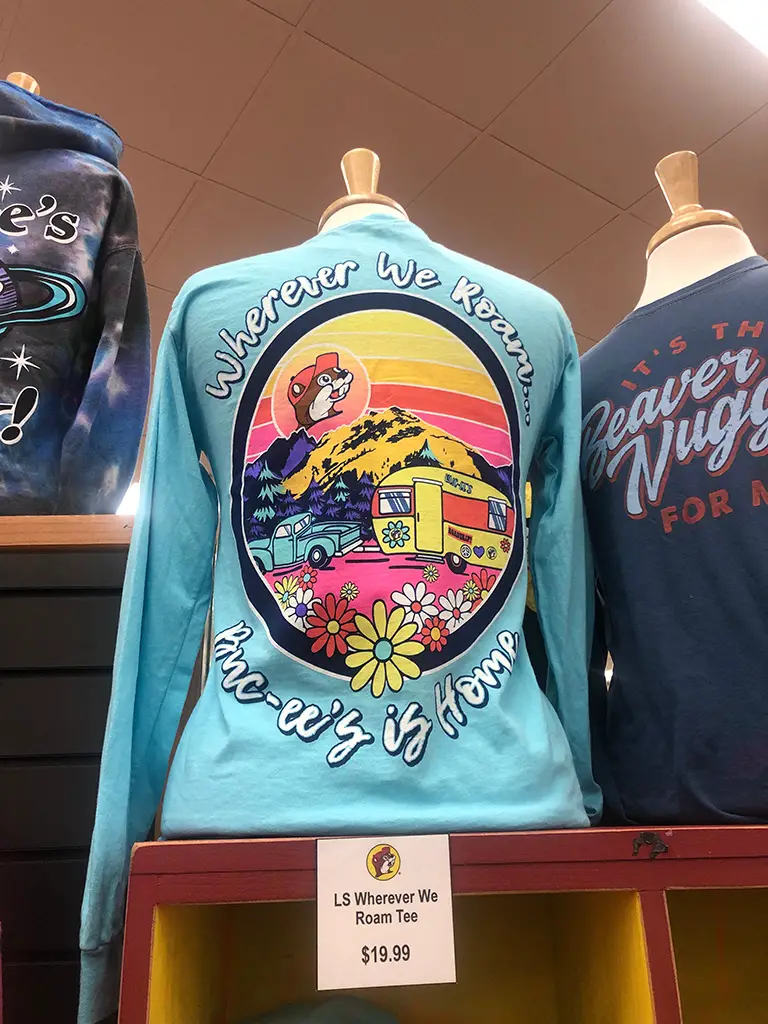 e's
!
Wherever We Roam...
BUC-EE'S
Buc-ee's is Home
IT'S TH
Beaver
Nugg
FOR M
LS Wherever We
Roam Tee
$19.99